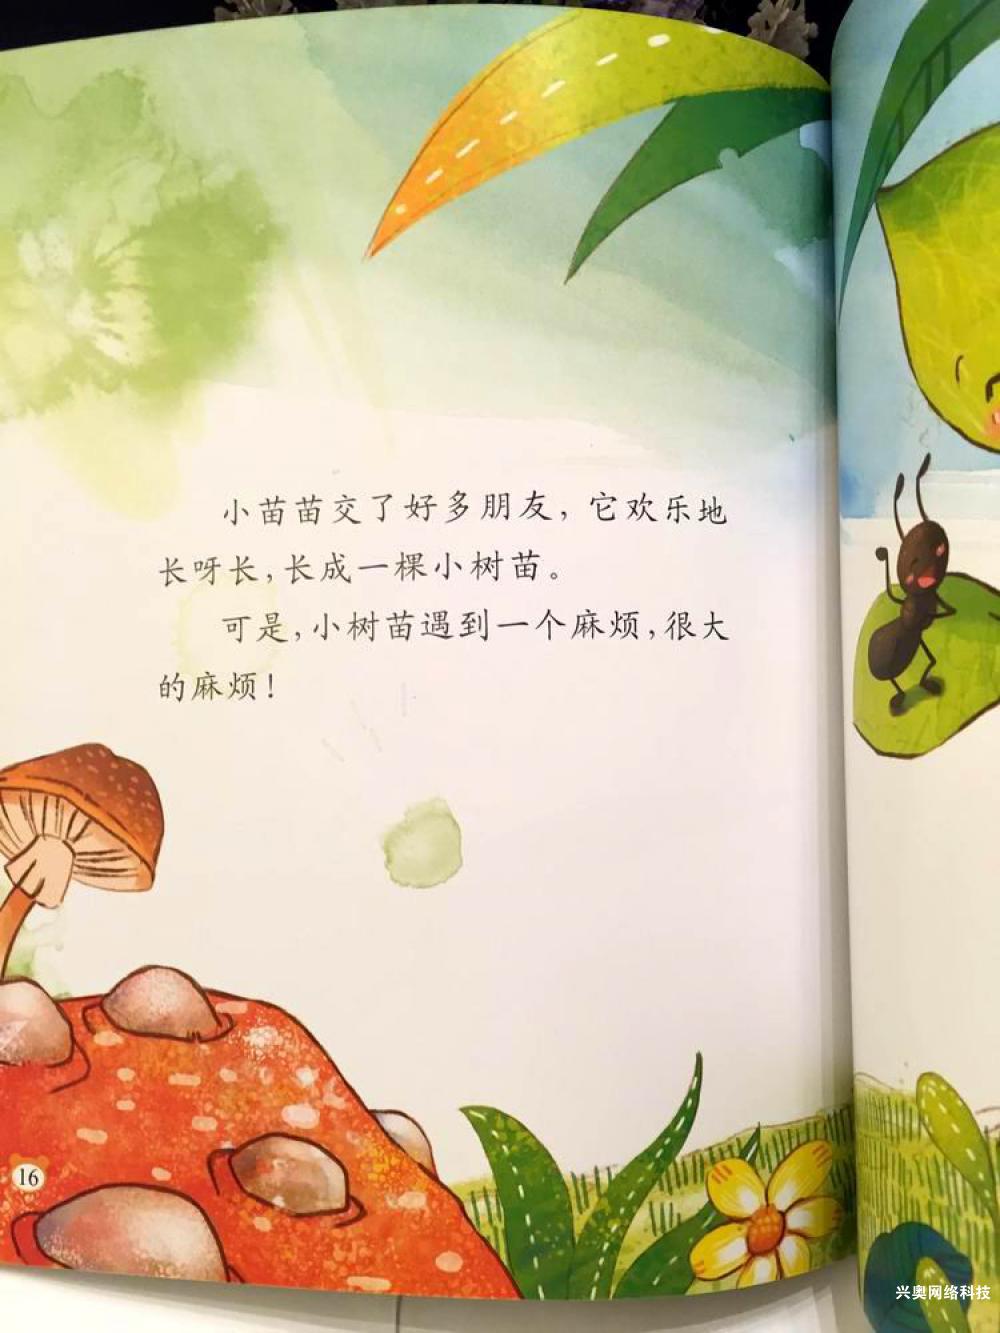 小苗苗交了好多朋友，它欢乐地
长呀长，长成一棵小树苗。
可是，小树苗遇到一个麻烦，很大
的麻烦！
16
兴奥网络科技